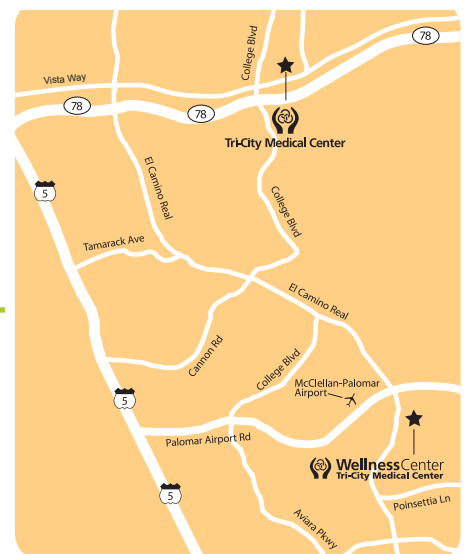 College Blvd
78
Vista Way
78
78
Tri-City Medical Center
El Camino Real
5
College Blvd
Tamarack Ave
El Camino Real
Cannon Rd
College Blvd
McClellan-Palomar
Airport
5
Palomar Airport Rd
WellnessCenter
Tri-City Medical Center
5
Poinsettia Ln
Aviara Pkwy